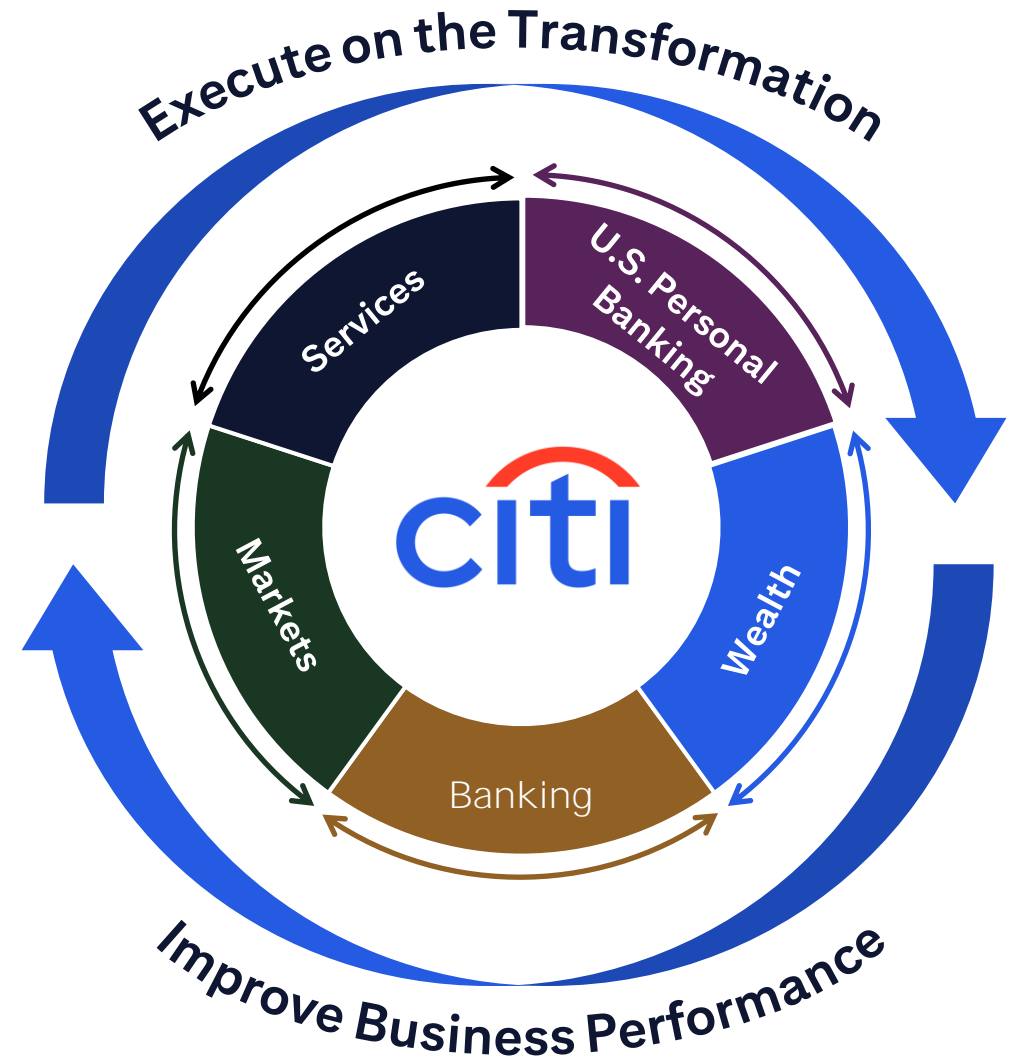 Execute on the Transformation
Services
U.S. Personal
Banking
citi
Markets
Wealth
Banking
Improve Business Performance